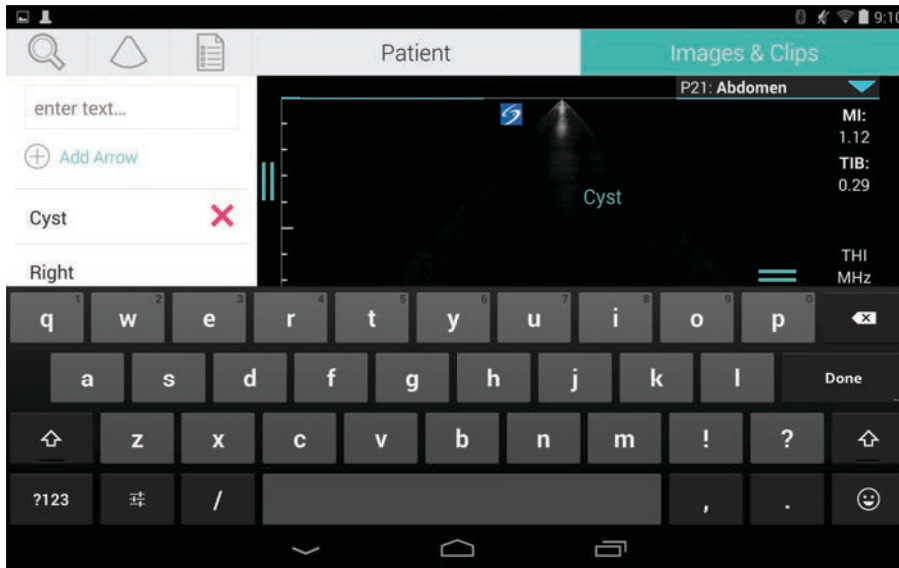 9:10
Patient
Images & Clips
enter text...
P21: Abdomen
MI:
1.12
Add Arrow
TIB:
0.29
Cyst
Cyst
Right
THI
MHz
1 2 3 4 5 6 7 8 9 0
q w e r t y u i o p
a s d f g h j k l Done
z x c v b n m ! ?
?123 / , .